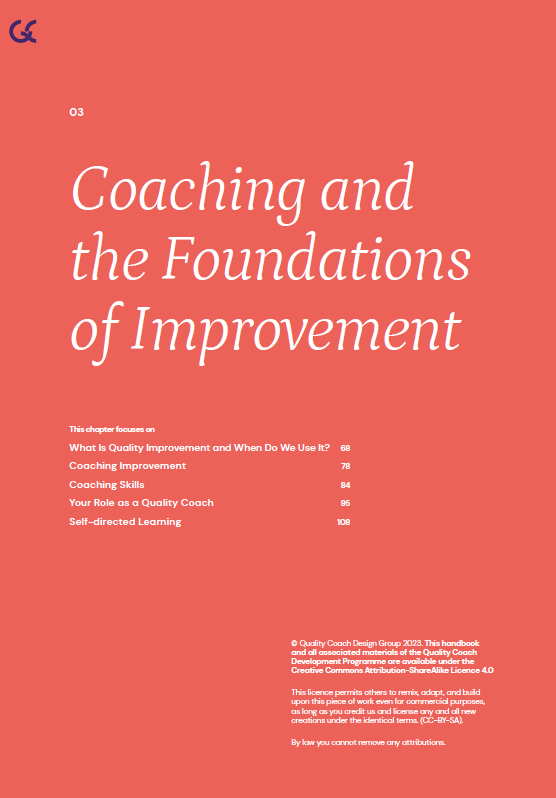 03
Coaching and
the Foundations
of Improvement
This chapter focuses on
What Is Quality Improvement and When Do We Use It? 68
Coaching Improvement 78
Coaching Skills 84
Your Role as a Quality Coach 95
Self-directed Learning 108
© Quality Coach Design Group 2023. This handbook
and all associated materials of the Quality Coach
Development Programme are available under the
Creative Commons Attribution-ShareAlike Licence 4.0
This licence permits others to remix, adapt, and build
upon this piece of work even for commercial purposes,
as long as you credit us and license any and all new
creations under the identical terms. (CC-BY-SA).
By law you cannot remove any attributions.